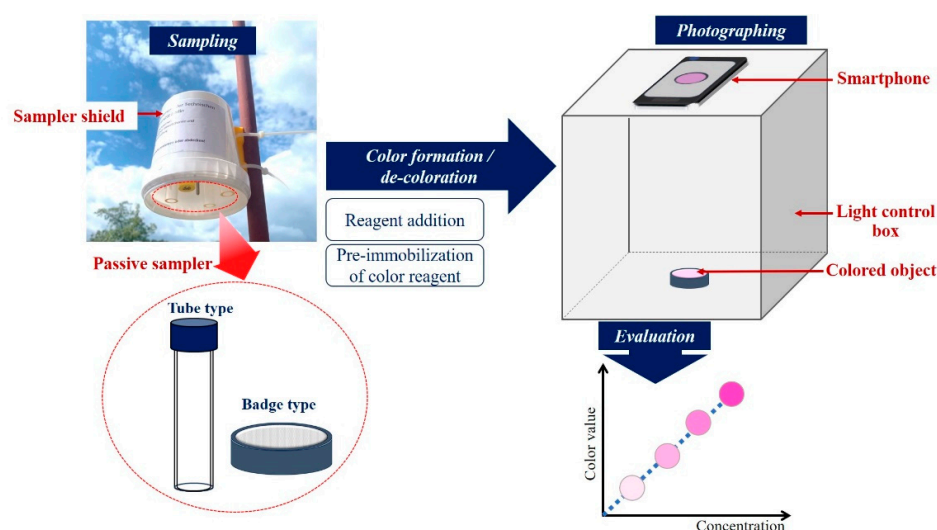 Sampling
Sampler shield
Passive sampler
Tube type
Badge type
Color formation /
de-coloration
Reagent addition
Pre-immobilization
of color reagent
Photographing
Smartphone
Light control
box
Colored object
Evaluation
Color value
Concentration